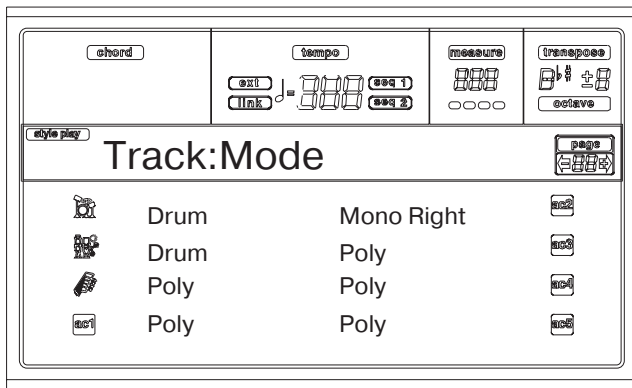 chord tempo measure transpose
ext seq 1
link seq 2 octave
style play
Track:Mode
page
Drum Mono Right ac2
Drum Poly ac3
Poly Poly ac4
ac1 Poly Poly ac5